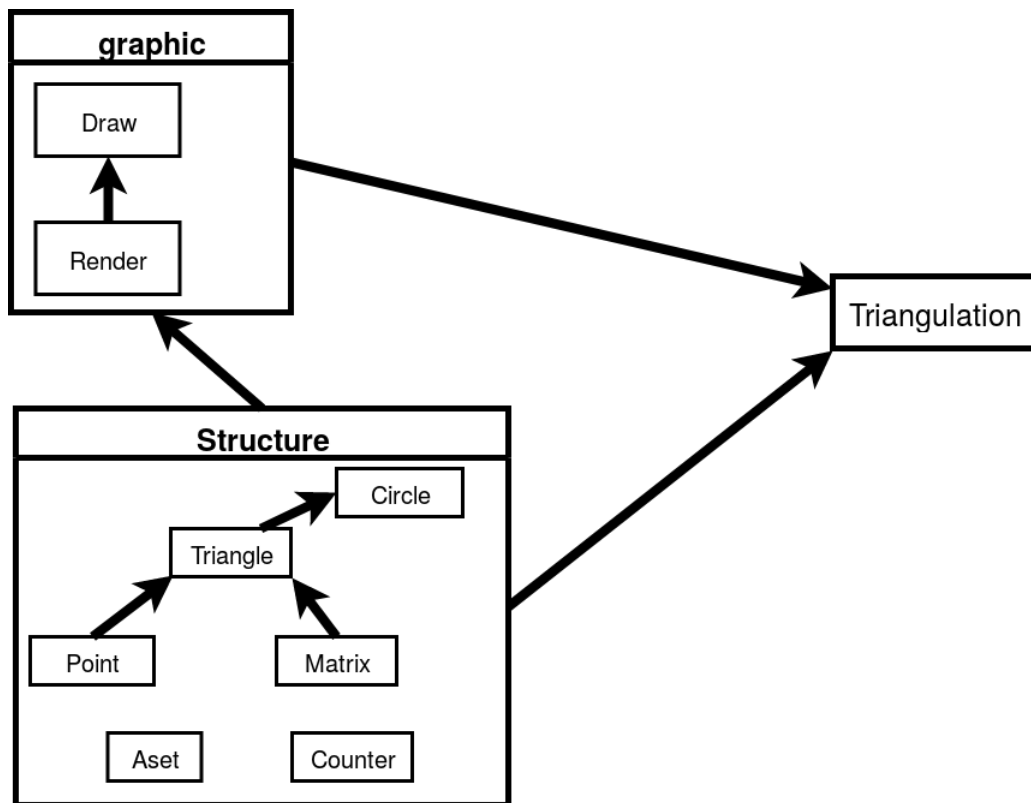 graphic
Draw
Render
Triangulation
Structure
Circle
Triangle
Point
Matrix
Aset
Counter